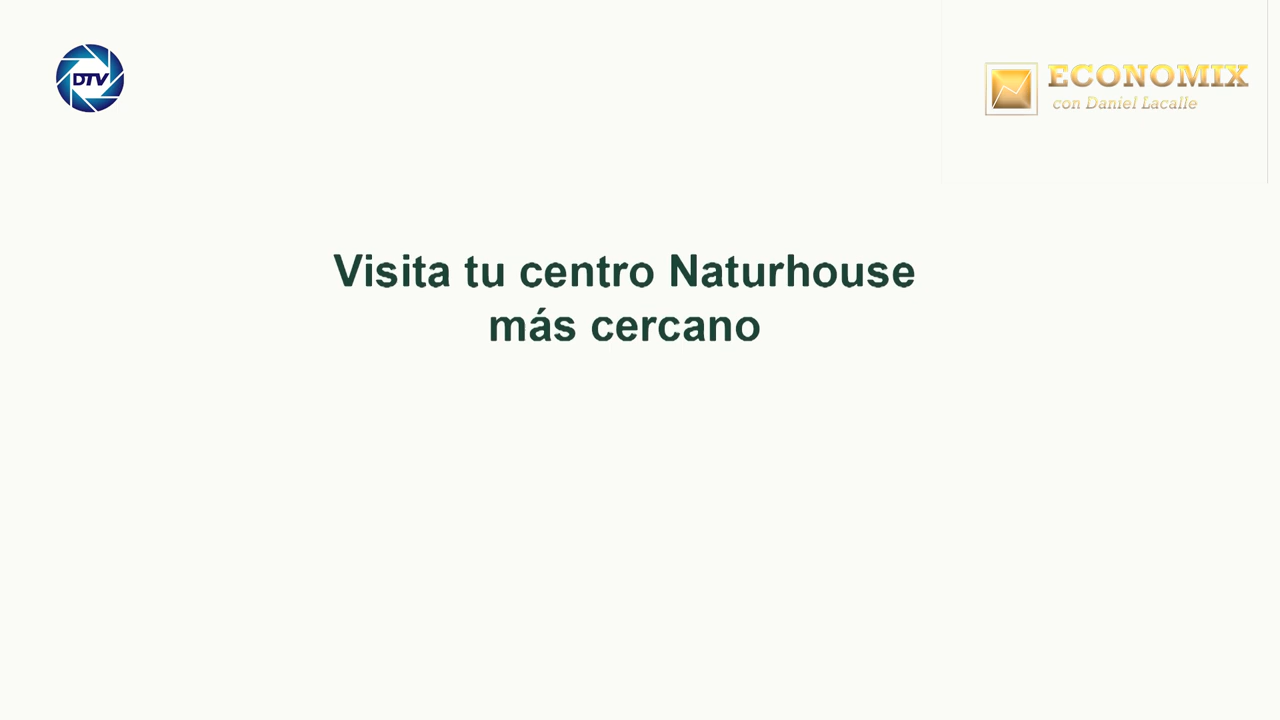 DTV
ECONOMIX
con Daniel Lacalle
Visita tu centro Naturhouse
más cercano